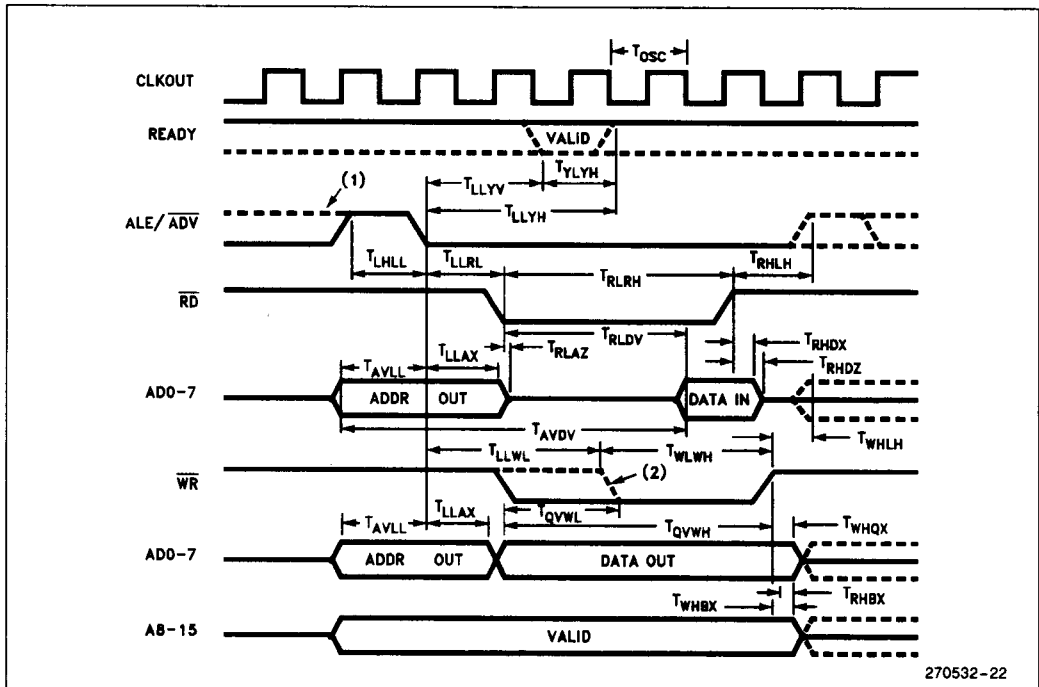 T_OSC
CLKOUT
READY
VALID
(1)
T_LLYV
T_YLYH
T_LLYH
ALE/ADV
T_LHLL
T_LLRL
T_RLRH
T_RHLH
RD
T_RLDV
T_RLAZ
T_RHDX
T_RHDZ
T_AVLL
T_LLAX
AD0-7
ADDR OUT
DATA IN
T_AVDV
T_WHLH
T_LLWL
T_WLWH
(2)
WR
T_QVWL
T_QVWH
T_WHQX
T_AVLL
T_LLAX
AD0-7
ADDR OUT
DATA OUT
T_WHBX
T_RHBX
A8-15
VALID
270532-22